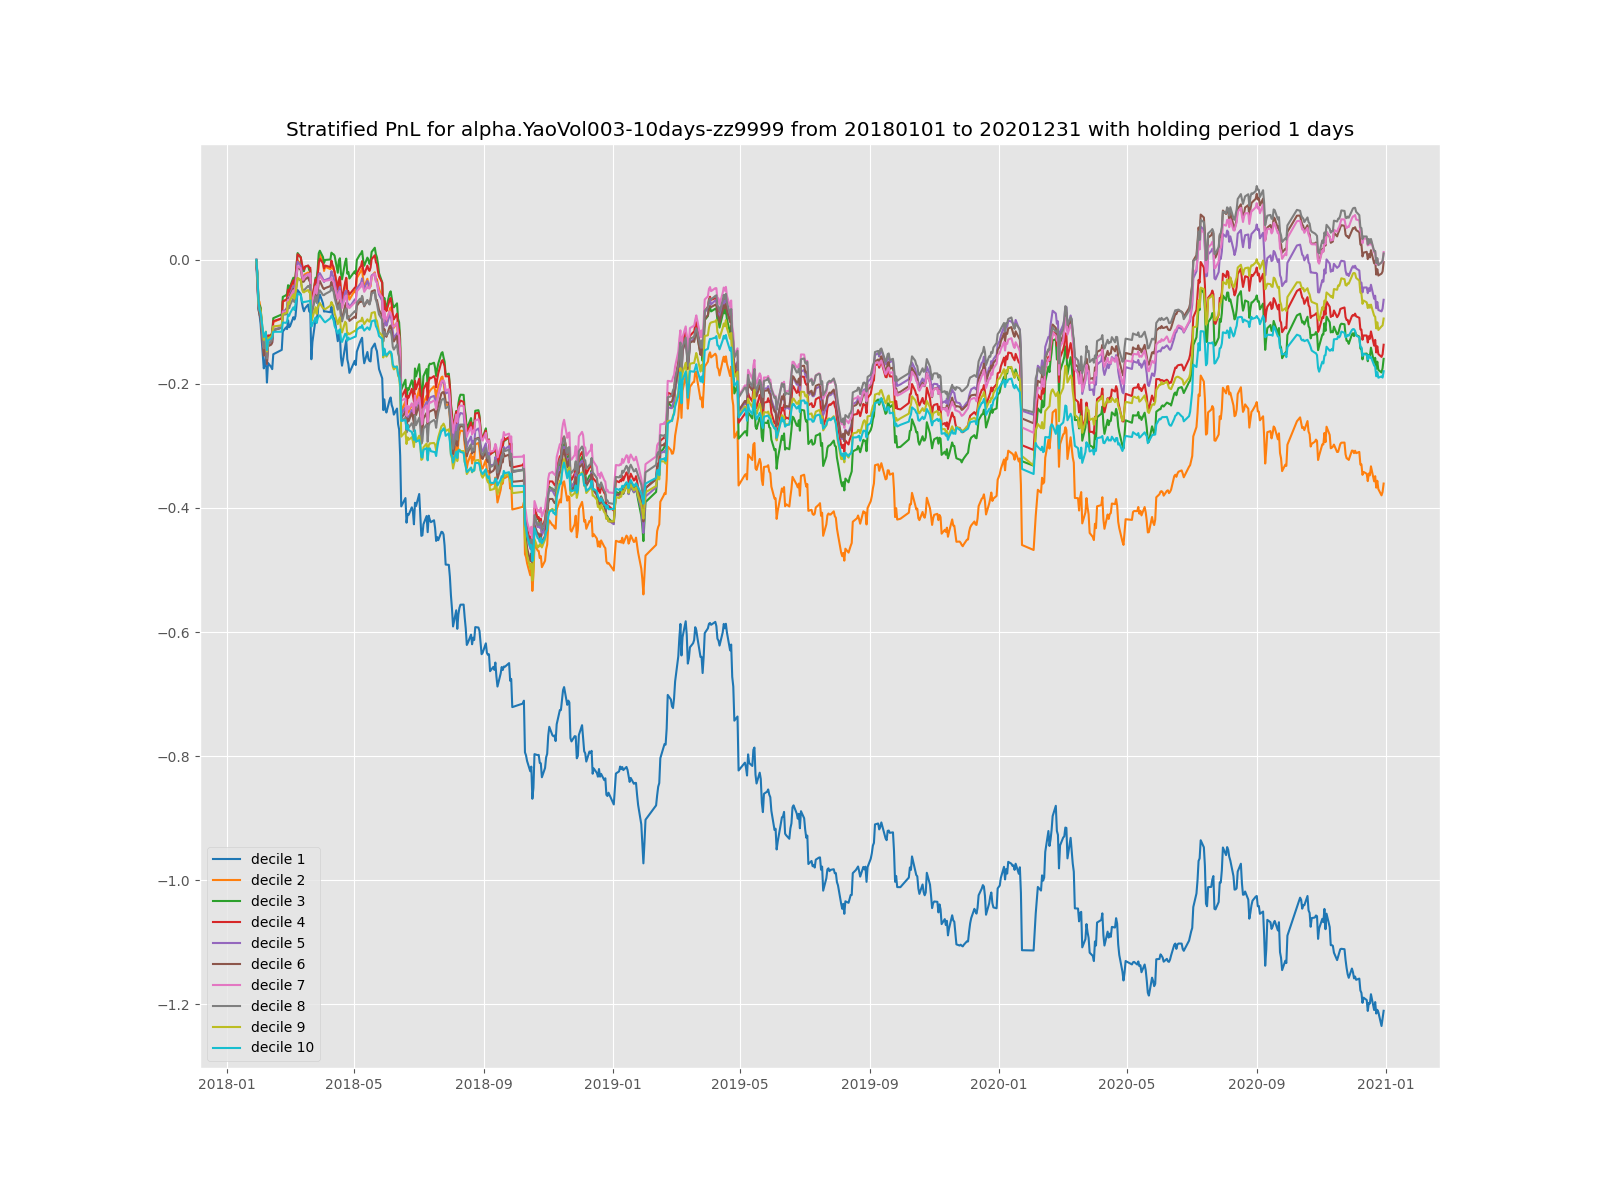 Stratified PnL for alpha.YaoVol003-10days-zz9999 from 20180101 to 20201231 with holding period 1 days
0.0
−0.2
−0.4
−0.6
−0.8
−1.0
−1.2
decile 1
decile 2
decile 3
decile 4
decile 5
decile 6
decile 7
decile 8
decile 9
decile 10
2018-01 2018-05 2018-09 2019-01 2019-05 2019-09 2020-01 2020-05 2020-09 2021-01